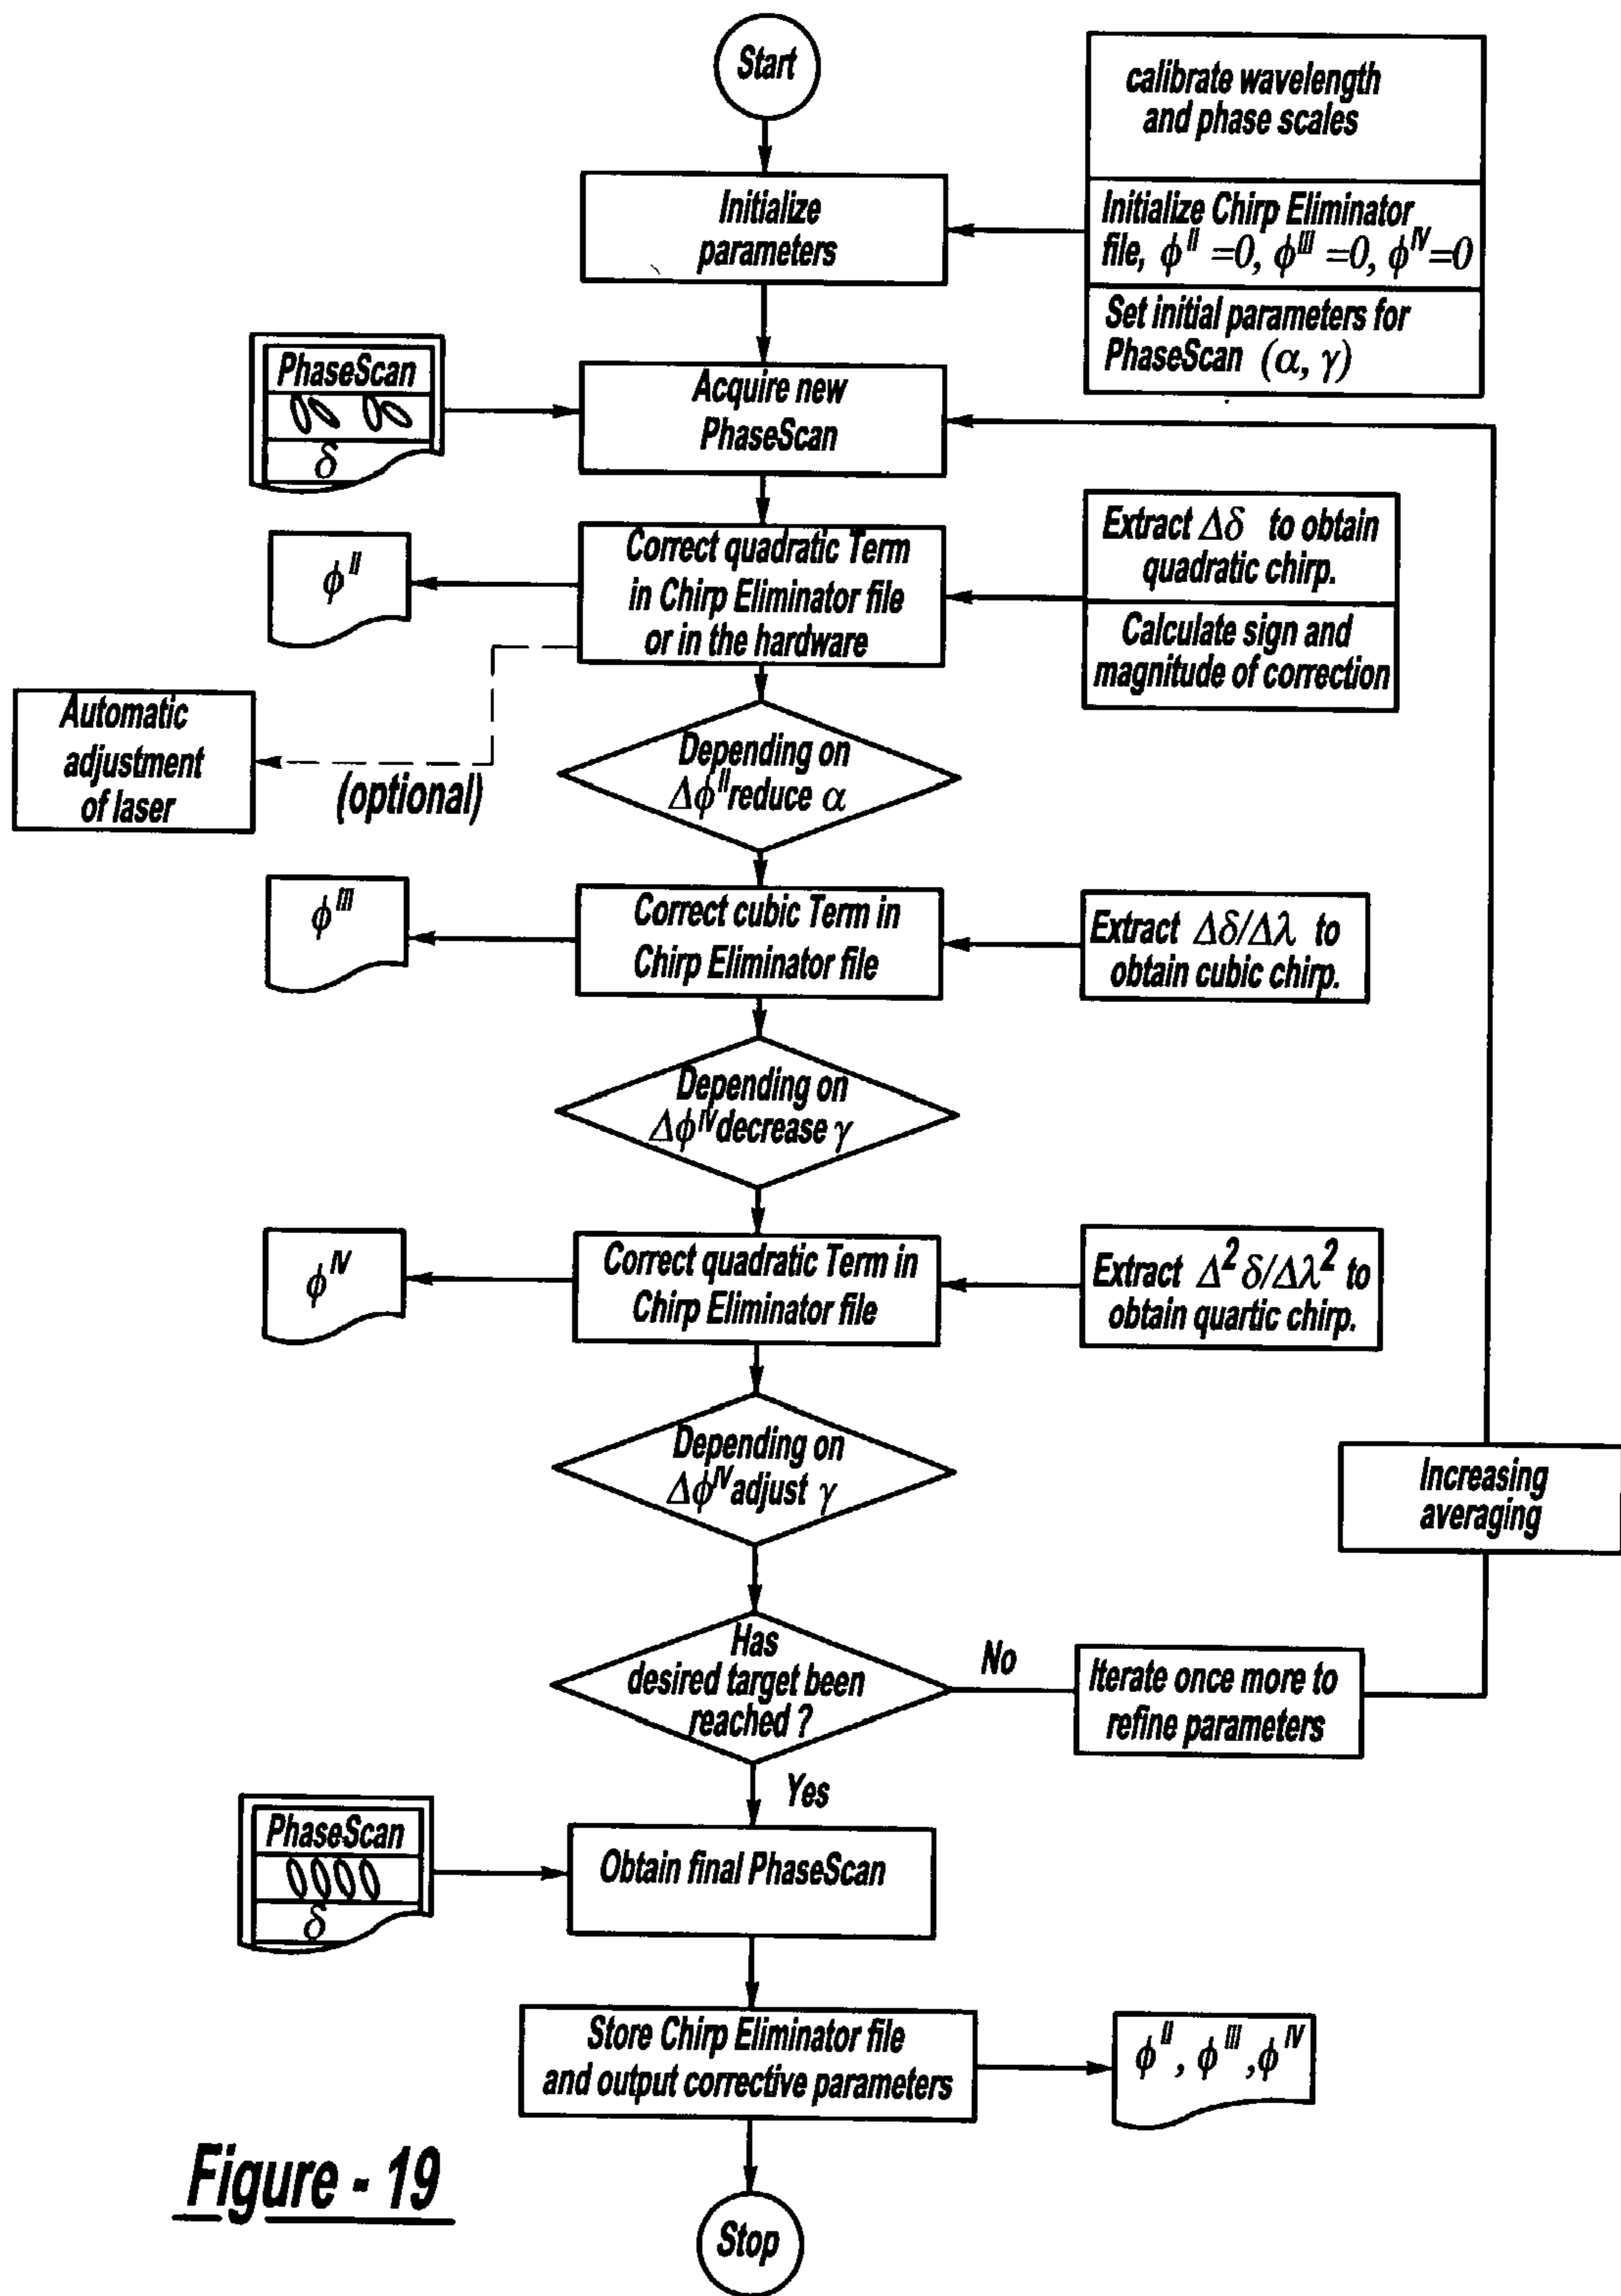 Start
calibrate wavelength
and phase scales
Initialize
parameters
Initialize Chirp Eliminator
file, ϕ^II =0, ϕ^III =0, ϕ^IV=0
Set initial parameters for
PhaseScan (α, γ)
PhaseScan
δ
Acquire new
PhaseScan
ϕ^II
Correct quadratic Term
in Chirp Eliminator file
or in the hardware
Extract Δδ to obtain
quadratic chirp.
Calculate sign and
magnitude of correction
Automatic
adjustment
of laser
(optional)
Depending on
Δϕ^II reduce α
ϕ^III
Correct cubic Term in
Chirp Eliminator file
Extract Δδ/Δλ to
obtain cubic chirp.
Depending on
Δϕ^IV decrease γ
ϕ^IV
Correct quadratic Term in
Chirp Eliminator file
Extract Δ² δ/Δλ² to
obtain quartic chirp.
Depending on
Δϕ^IV adjust γ
Increasing
averaging
Has
desired target been
reached ?
No
Iterate once more to
refine parameters
Yes
PhaseScan
δ
Obtain final PhaseScan
Store Chirp Eliminator file
and output corrective parameters
ϕ^II, ϕ^III, ϕ^IV
Figure - 19
Stop